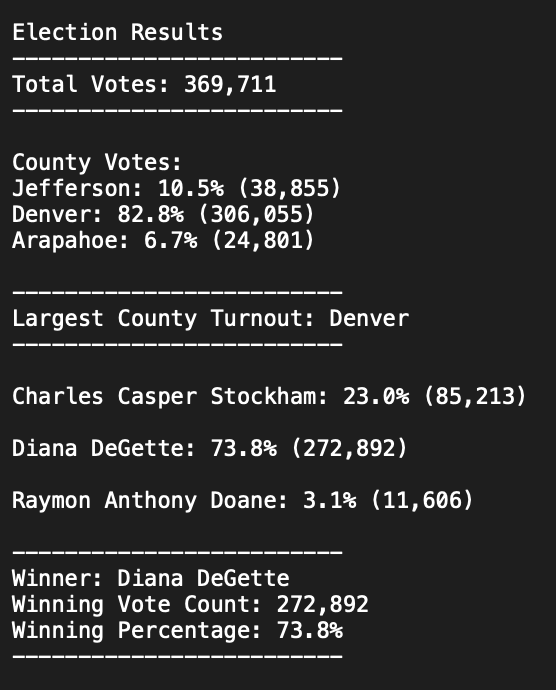 Election Results
-------------------------
Total Votes: 369,711
-------------------------
County Votes:
Jefferson: 10.5% (38,855)
Denver: 82.8% (306,055)
Arapahoe: 6.7% (24,801)
-------------------------
Largest County Turnout: Denver
-------------------------
Charles Casper Stockham: 23.0% (85,213)
Diana DeGette: 73.8% (272,892)
Raymon Anthony Doane: 3.1% (11,606)
-------------------------
Winner: Diana DeGette
Winning Vote Count: 272,892
Winning Percentage: 73.8%
-------------------------